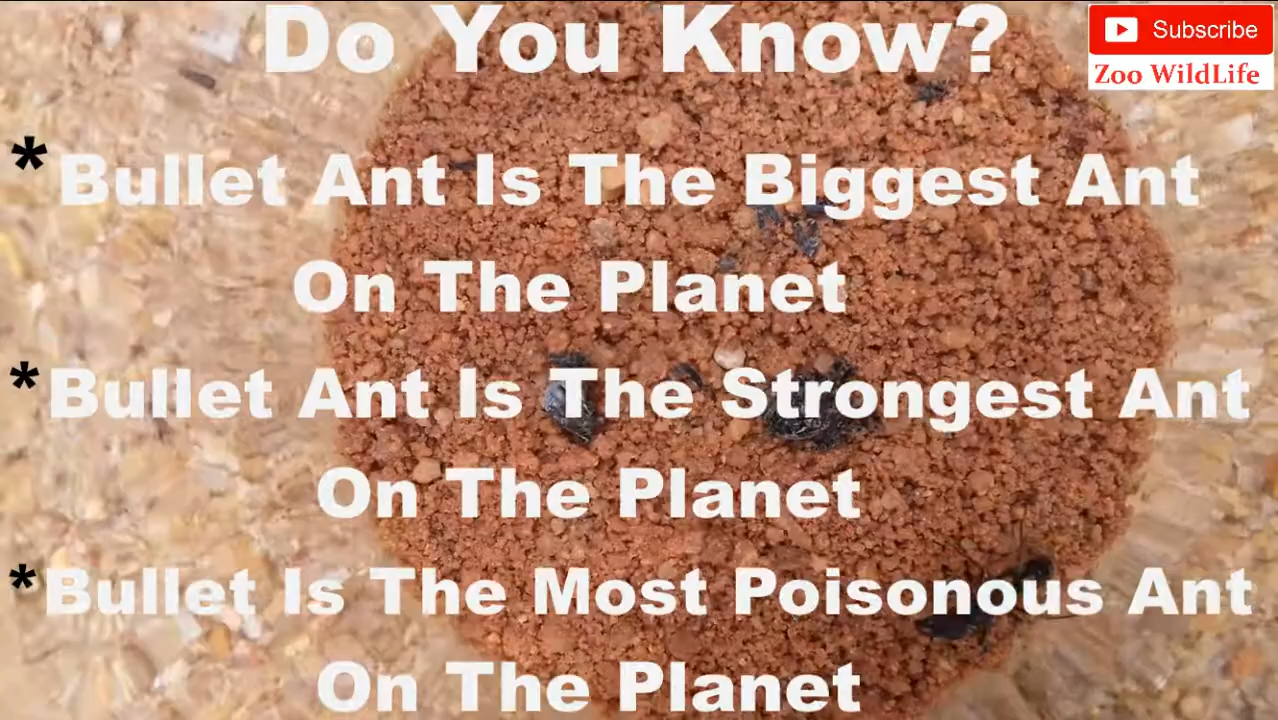 Do You Know?
Subscribe
Zoo WildLife
*Bullet Ant Is The Biggest Ant
On The Planet
*Bullet Ant Is The Strongest Ant
On The Planet
*Bullet Is The Most Poisonous Ant
On The Planet